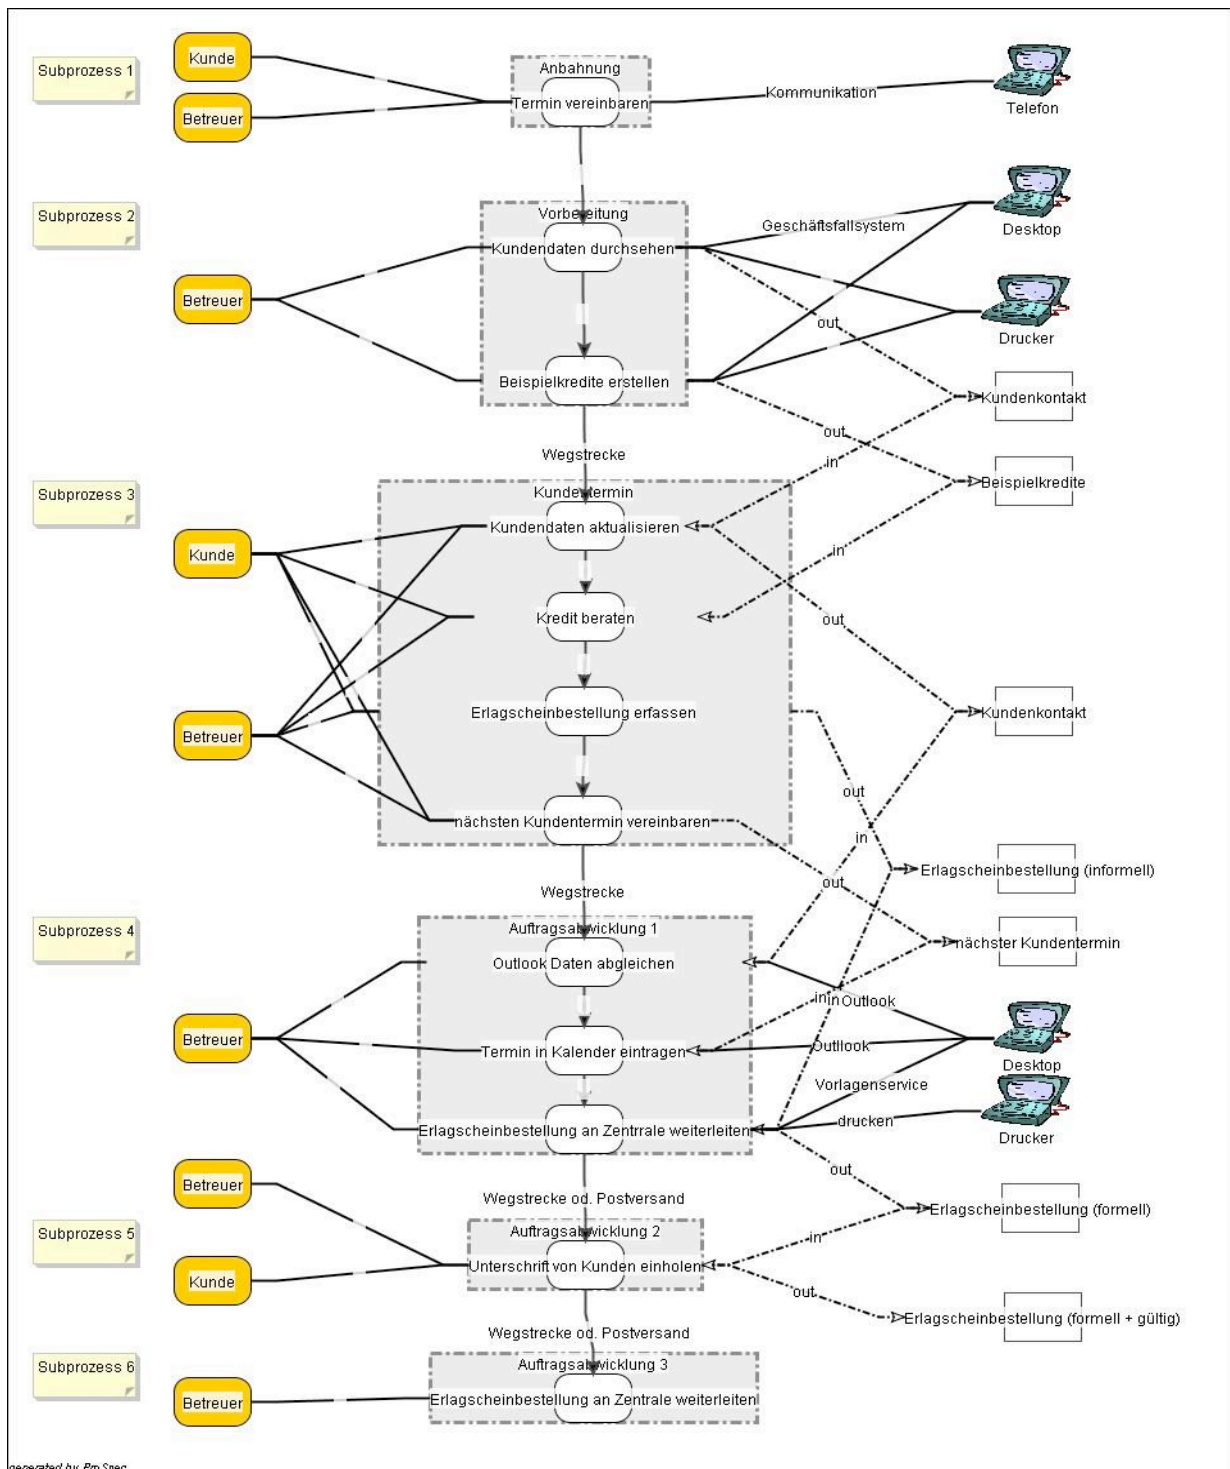 Subprozess 1
Kunde
Betreuer
Anbahnung
Termin vereinbaren
Kommunikation
Telefon
Subprozess 2
Betreuer
Vorbereitung
Kundendaten durchsehen
Geschäftsfallsystem
Desktop
Drucker
out
Beispielkredite erstellen
Kundenkontakt
out
in
Wegstrecke
Beispielkredite
Subprozess 3
Kunde
Kundentermin
Kundendaten aktualisieren
in
Kredit beraten
out
Betreuer
Erlagscheinbestellung erfassen
Kundenkontakt
out
nächsten Kundentermin vereinbaren
in
Erlagscheinbestellung (informell)
out
Wegstrecke
Subprozess 4
Auftragsabwicklung 1
nächster Kundentermin
Outlook Daten abgleichen
in
in
Outlook
Betreuer
Termin in Kalender eintragen
Outllook
Desktop
Vorlagenservice
drucken
Drucker
Erlagscheinbestellung an Zentrrale weiterleiten
out
Betreuer
Wegstrecke od. Postversand
Erlagscheinbestellung (formell)
Subprozess 5
Auftragsabwicklung 2
in
Unterschrift von Kunden einholen
Kunde
out
Erlagscheinbestellung (formell + gültig)
Wegstrecke od. Postversand
Subprozess 6
Auftragsabwicklung 3
Betreuer
Erlagscheinbestellung an Zentrale weiterleiten